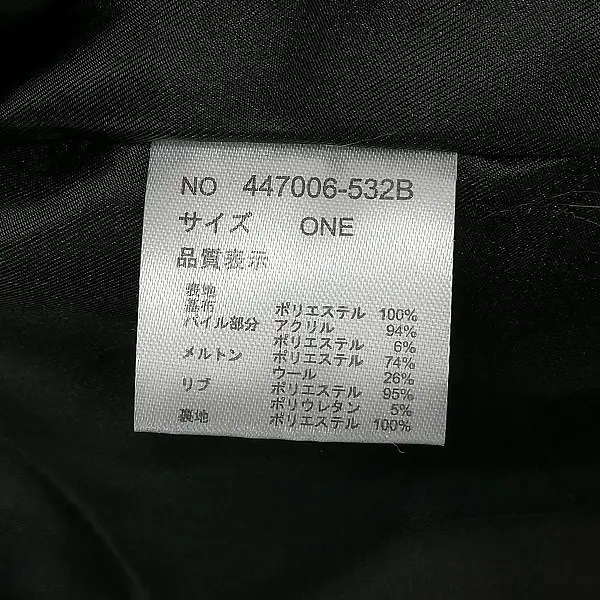 NO 447006-532B
サイズ ONE
品質表示
表地
基布 ポリエステル 100%
パイル部分 アクリル 94%
ポリエステル 6%
メルトン ポリエステル 74%
ウール 26%
リブ ポリエステル 95%
ポリウレタン 5%
裏地 ポリエステル 100%